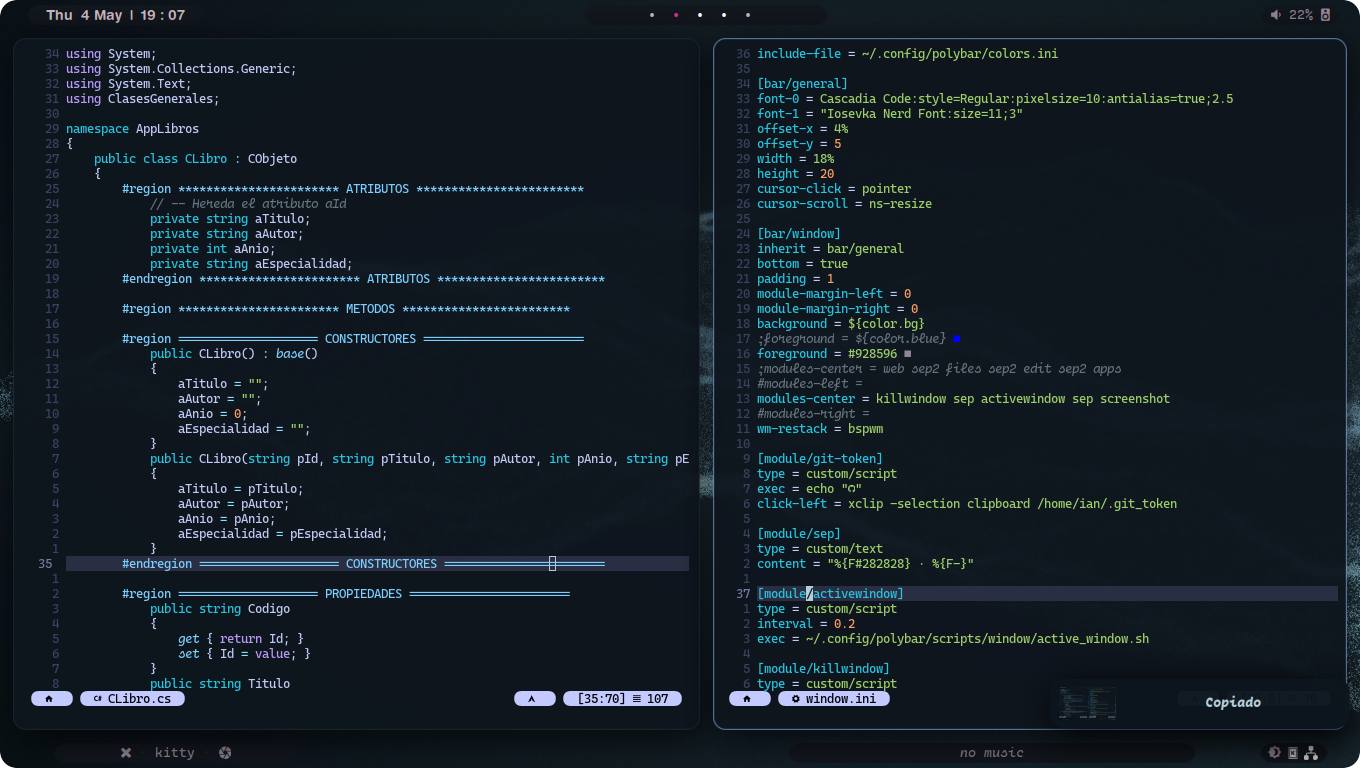 Thu 4 May | 19 : 07
22%
34 using System;
33 using System.Collections.Generic;
32 using System.Text;
31 using ClasesGenerales;
30
29 namespace AppLibros
28 {
27 public class CLibro : CObjeto
26 {
25 #region *********************** ATRIBUTOS ************************
24 // -- Hereda el atributo aId
23 private string aTitulo;
22 private string aAutor;
21 private int aAnio;
20 private string aEspecialidad;
19 #endregion *********************** ATRIBUTOS ************************
18
17 #region *********************** METODOS ************************
16
15 #region ==================== CONSTRUCTORES =======================
14 public CLibro() : base()
13 {
12 aTitulo = "";
11 aAutor = "";
10 aAnio = 0;
9 aEspecialidad = "";
8 }
7 public CLibro(string pId, string pTitulo, string pAutor, int pAnio, string pE
6 {
5 aTitulo = pTitulo;
4 aAutor = pAutor;
3 aAnio = pAnio;
2 aEspecialidad = pEspecialidad;
1 }
35 #endregion ==================== CONSTRUCTORES =======================
1
2 #region ==================== PROPIEDADES =======================
3 public string Codigo
4 {
5 get { return Id; }
6 set { Id = value; }
7 }
8 public string Titulo
CLibro.cs
[35:70] ≡ 107
36 include-file = ~/.config/polybar/colors.ini
35
34 [bar/general]
33 font-0 = Cascadia Code:style=Regular:pixelsize=10:antialias=true;2.5
32 font-1 = "Iosevka Nerd Font:size=11;3"
31 offset-x = 4%
30 offset-y = 5
29 width = 18%
28 height = 20
27 cursor-click = pointer
26 cursor-scroll = ns-resize
25
24 [bar/window]
23 inherit = bar/general
22 bottom = true
21 padding = 1
20 module-margin-left = 0
19 module-margin-right = 0
18 background = ${color.bg}
17 ;foreground = ${color.blue}
16 foreground = #928596
15 ;modules-center = web sep2 files sep2 edit sep2 apps
14 #modules-left =
13 modules-center = killwindow sep activewindow sep screenshot
12 #modules-right =
11 wm-restack = bspwm
10
9 [module/git-token]
8 type = custom/script
7 exec = echo ""
6 click-left = xclip -selection clipboard /home/ian/.git_token
5
4 [module/sep]
3 type = custom/text
2 content = "%{F#282828} · %{F-}"
1
37 [module/activewindow]
1 type = custom/script
2 interval = 0.2
3 exec = ~/.config/polybar/scripts/window/active_window.sh
4
5 [module/killwindow]
6 type = custom/script
window.ini
Copiado
kitty
no music